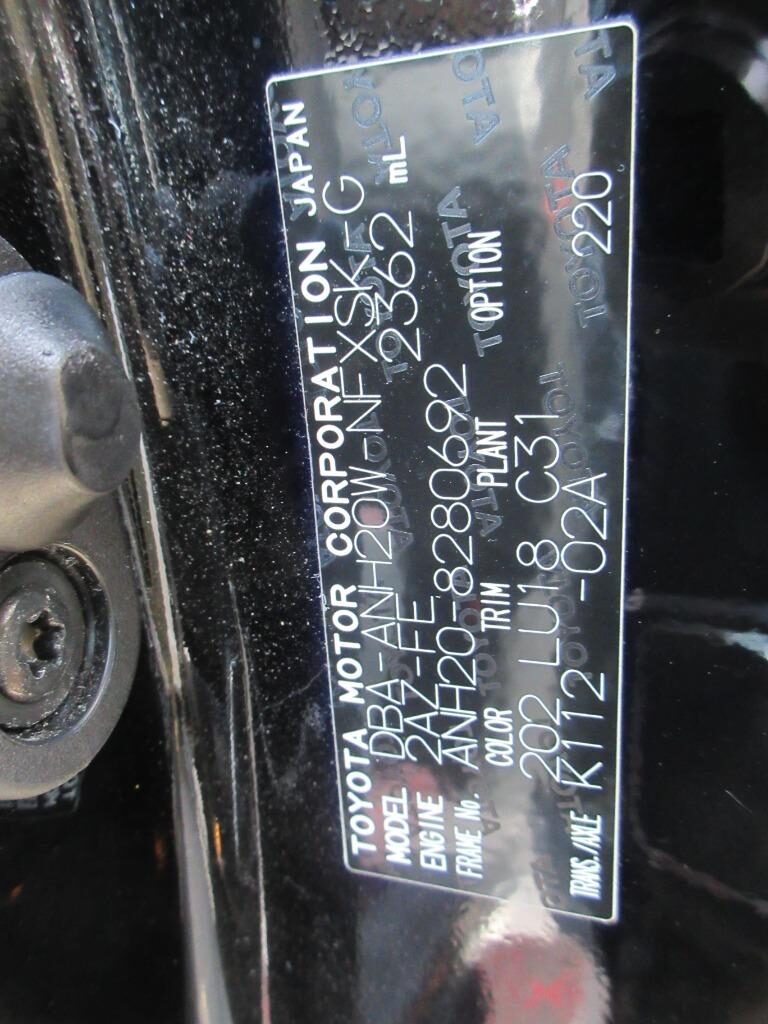 TOYOTA MOTOR CORPORATION JAPAN
MODEL DBA-ANH20W-NFXSK G
ENGINE 2AZ-FE 2362 mL
FRAME No. ANH20-8280692
COLOR TRIM PLANT OPTION
202 LU18 C31
TRANS./AXLE K112 -02A 220